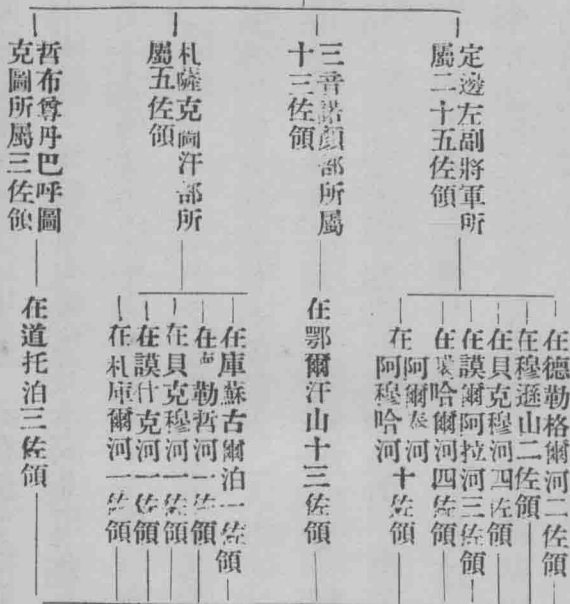 定邊左副將軍所
屬二十五佐領
在德勒格爾河二佐領
在穆遜山二佐領
在貝克穆河四佐領
在謨爾阿拉河三佐領
在哈爾河四佐領
在阿爾泰河
阿穆哈河十佐領
三音諾顏部所屬
十三佐領
在鄂爾汗山十三佐領
札薩克圖汗部所
屬五佐領
在庫蘇古爾泊一佐領
在勒哲河一佐領
在貝克穆河一佐領
在謨什克河一佐領
在札庫爾河一佐領
哲布尊丹巴呼圖
克圖所屬三佐領
在道托泊三佐領